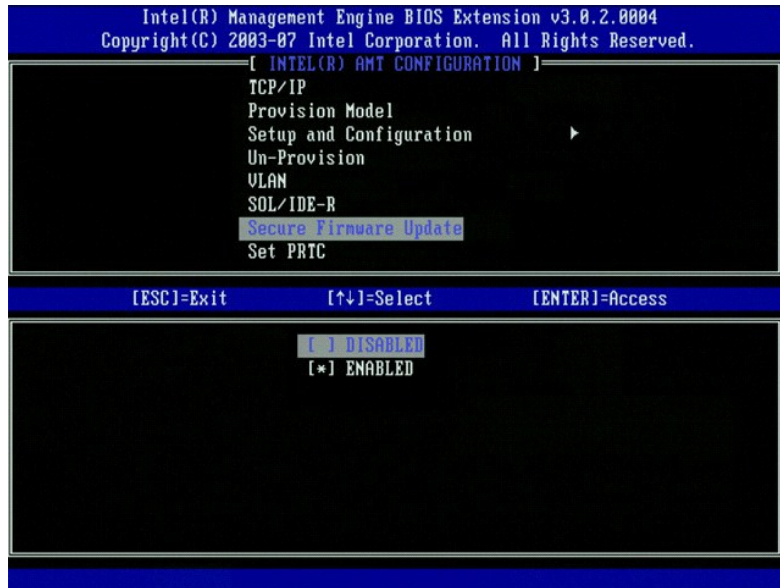 Intel(R) Management Engine BIOS Extension v3.0.2.0004
Copyright(C) 2003-07 Intel Corporation. All Rights Reserved.
[ INTEL(R) AMT CONFIGURATION ]
TCP/IP
Provision Model
Setup and Configuration
Un-Provision
VLAN
SOL/IDE-R
Secure Firmware Update
Set PRTC
[ESC]=Exit [↑↓]=Select [ENTER]=Access
[ ] DISABLED
[*] ENABLED